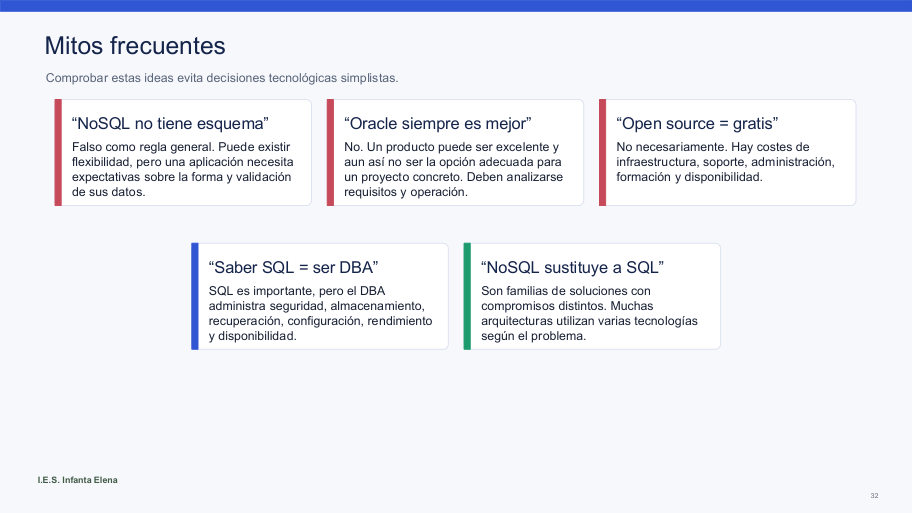 Mitos frecuentes
Comprobar estas ideas evita decisiones tecnológicas simplistas.
“NoSQL no tiene esquema”
Falso como regla general. Puede existir
flexibilidad, pero una aplicación necesita
expectativas sobre la forma y validación
de sus datos.
“Oracle siempre es mejor”
No. Un producto puede ser excelente y
aun así no ser la opción adecuada para
un proyecto concreto. Deben analizarse
requisitos y operación.
“Open source = gratis”
No necesariamente. Hay costes de
infraestructura, soporte, administración,
formación y disponibilidad.
“Saber SQL = ser DBA”
SQL es importante, pero el DBA
administra seguridad, almacenamiento,
recuperación, configuración, rendimiento
y disponibilidad.
“NoSQL sustituye a SQL”
Son familias de soluciones con
compromisos distintos. Muchas
arquitecturas utilizan varias tecnologías
según el problema.
I.E.S. Infanta Elena
32